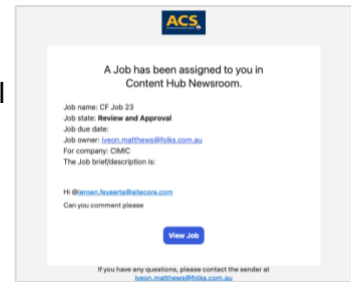 ACS
A Job has been assigned to you in
Content Hub Newsroom.
Job name: CF Job 23
Job state: Review and Approval
Job due date:
Job owner: iveon.matthews@folks.com.au
For company: CIMIC
The Job brief/description is:
Hi @jeroen.feyaerts@sitecore.com
Can you comment please
View Job
If you have any questions, please contact the sender at
iveon.matthews@folks.com.au